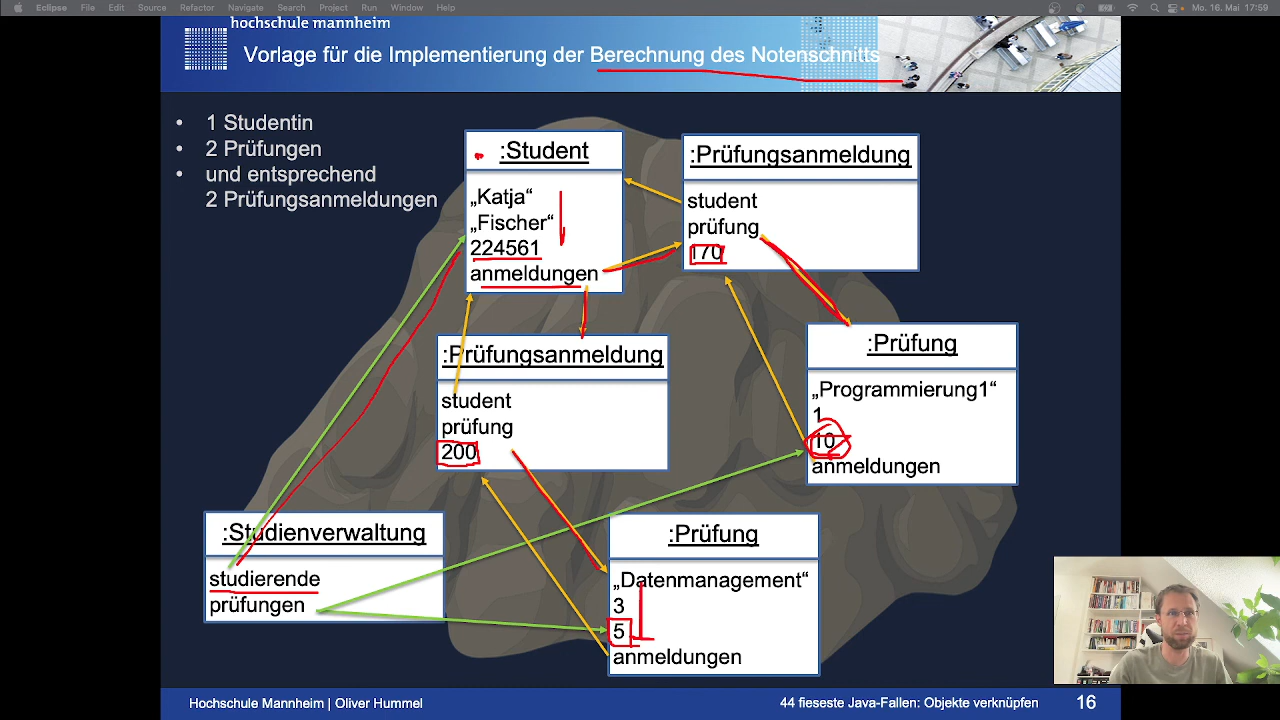 Eclipse File Edit Source Refactor Navigate Search Project Run Window Help
Mo. 16. Mai 17:59
hochschule mannheim
Vorlage für die Implementierung der Berechnung des Notenschnitts
• 1 Studentin
• 2 Prüfungen
• und entsprechend
2 Prüfungsanmeldungen
:Student
„Katja“
„Fischer“
224561
anmeldungen
:Prüfungsanmeldung
student
prüfung
170
:Prüfungsanmeldung
student
prüfung
200
:Prüfung
„Programmierung1“
1
10
anmeldungen
:Studienverwaltung
studierende
prüfungen
:Prüfung
„Datenmanagement“
3
5
anmeldungen
Hochschule Mannheim | Oliver Hummel
44 fieseste Java-Fallen: Objekte verknüpfen
16